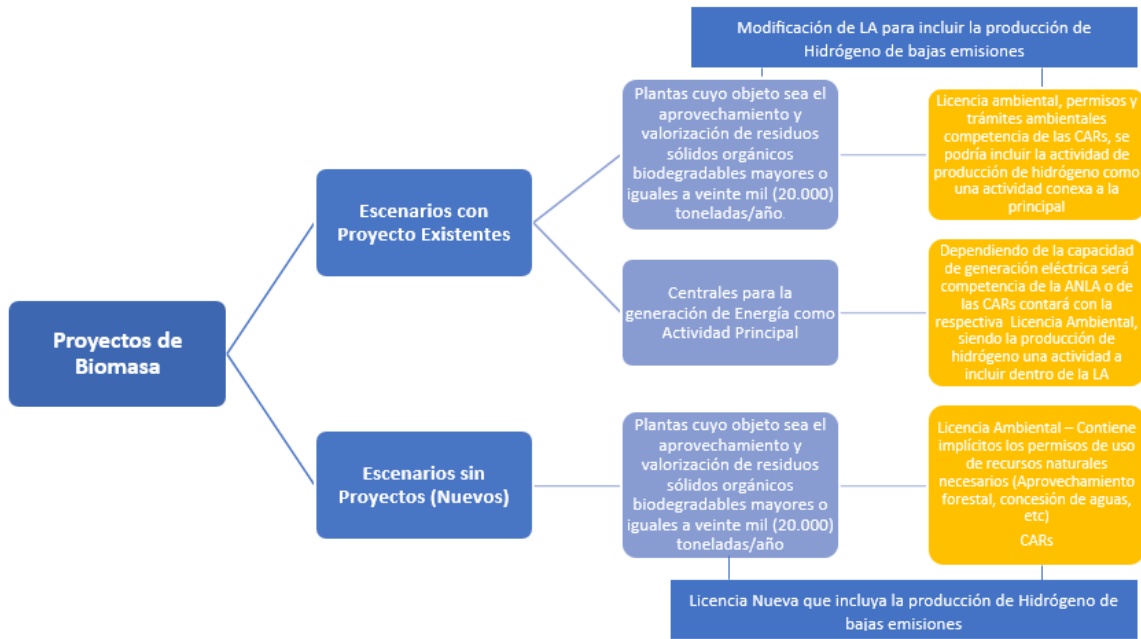 Modificación de LA para incluir la producción de
Hidrógeno de bajas emisiones
Plantas cuyo objeto sea el
aprovechamiento y
valorización de residuos
sólidos orgánicos
biodegradables mayores o
iguales a veinte mil (20.000)
toneladas/año.
Licencia ambiental, permisos y
trámites ambientales
competencia de las CARs, se
podría incluir la actividad de
producción de hidrógeno como
una actividad conexa a la
principal
Escenarios con
Proyecto Existentes
Centrales para la
generación de Energía como
Actividad Principal
Dependiendo de la capacidad
de generación eléctrica será
competencia de la ANLA o de
las CARs contará con la
respectiva Licencia Ambiental,
siendo la producción de
hidrógeno una actividad a
incluir dentro de la LA
Proyectos de
Biomasa
Escenarios sin
Proyectos (Nuevos)
Plantas cuyo objeto sea el
aprovechamiento y
valorización de residuos
sólidos orgánicos
biodegradables mayores o
iguales a veinte mil (20.000)
toneladas/año
Licencia Ambiental – Contiene
implícitos los permisos de uso
de recursos naturales
necesarios (Aprovechamiento
forestal, concesión de aguas,
etc)
CARs
Licencia Nueva que incluya la producción de Hidrógeno de
bajas emisiones